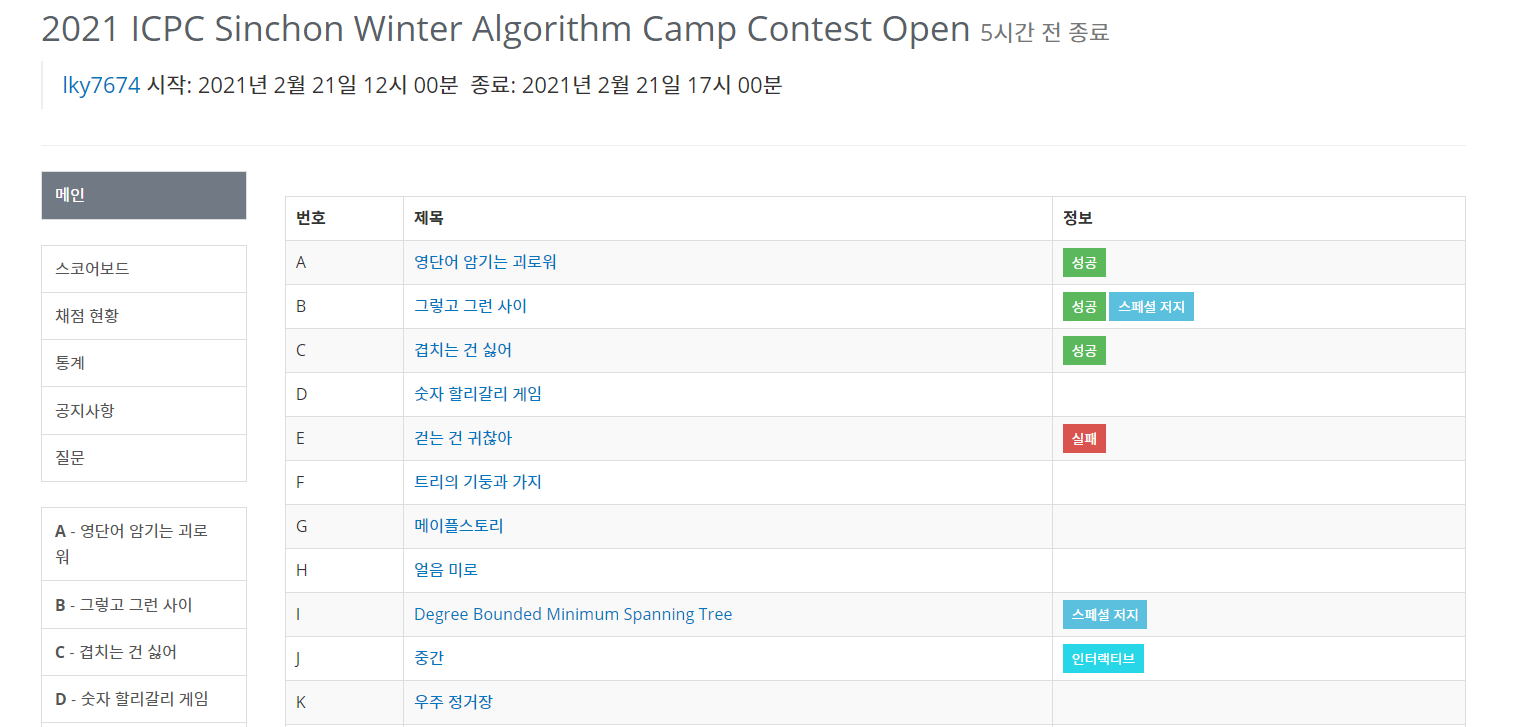 2021 ICPC Sinchon Winter Algorithm Camp Contest Open 5시간 전 종료
lky7674 시작: 2021년 2월 21일 12시 00분 종료: 2021년 2월 21일 17시 00분
메인
스코어보드
채점 현황
통계
공지사항
질문
A - 영단어 암기는 괴로
워
B - 그렇고 그런 사이
C - 겹치는 건 싫어
D - 숫자 할리갈리 게임
번호 제목 정보
A 영단어 암기는 괴로워 성공
B 그렇고 그런 사이 성공 스페셜 저지
C 겹치는 건 싫어 성공
D 숫자 할리갈리 게임
E 걷는 건 귀찮아 실패
F 트리의 기둥과 가지
G 메이플스토리
H 얼음 미로
I Degree Bounded Minimum Spanning Tree 스페셜 저지
J 중간 인터랙티브
K 우주 정거장